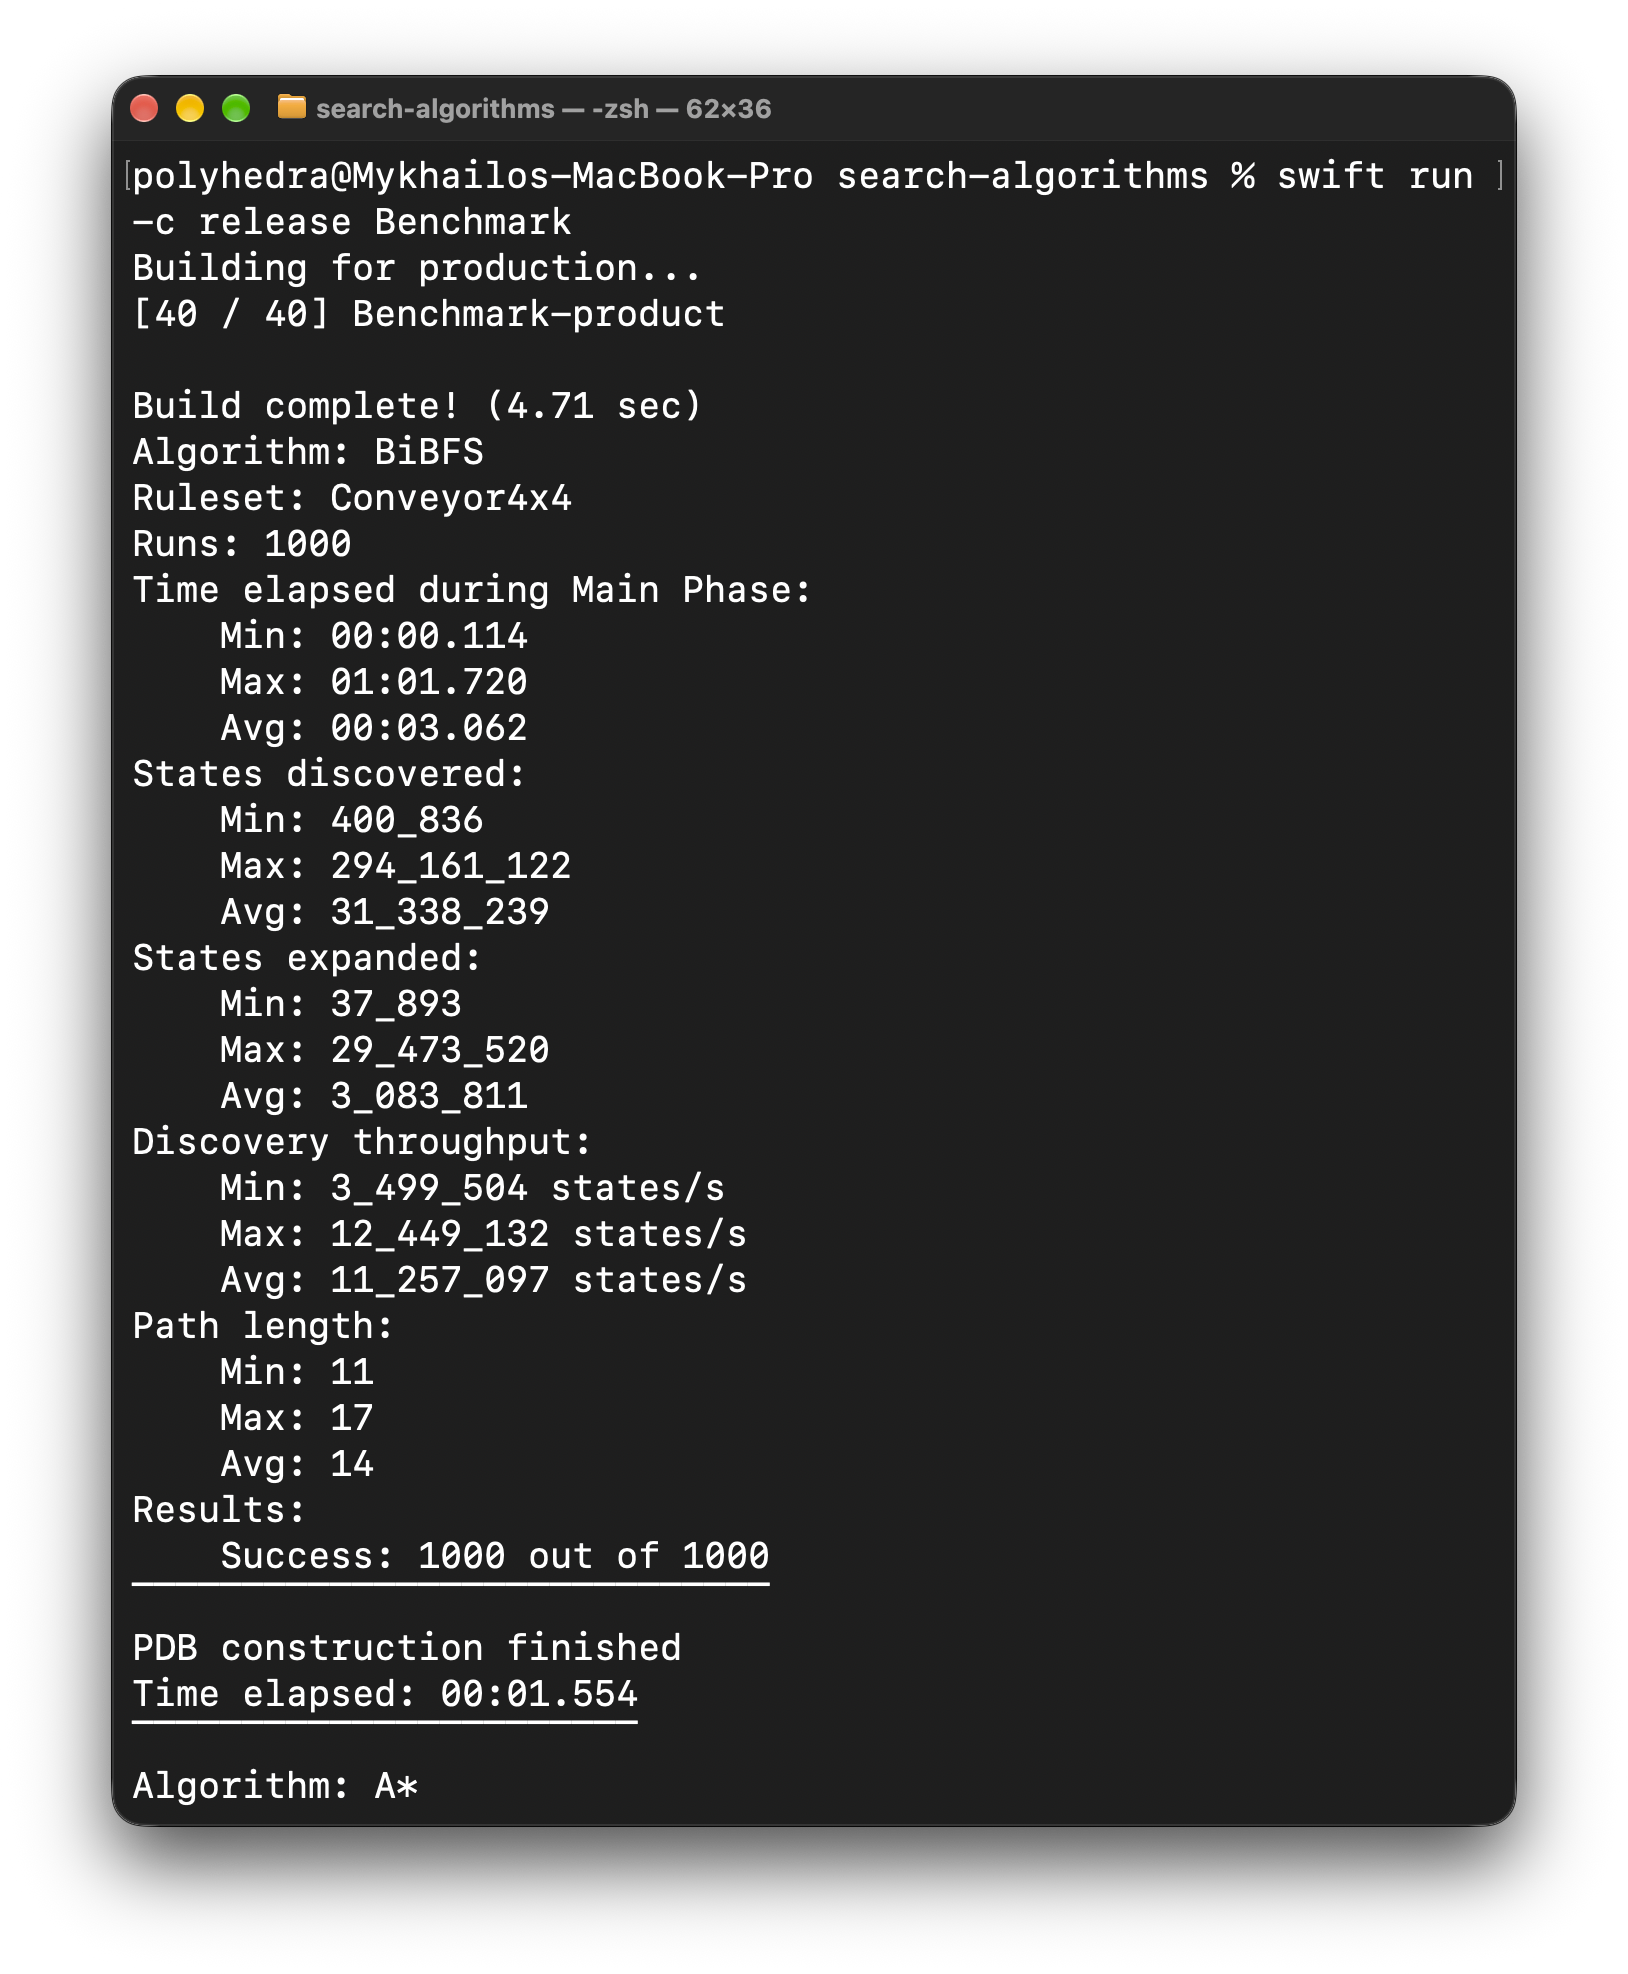 search-algorithms — -zsh — 62×36
[polyhedra@Mykhailos-MacBook-Pro search-algorithms % swift run ]
-c release Benchmark
Building for production...
[40 / 40] Benchmark-product

Build complete! (4.71 sec)
Algorithm: BiBFS
Ruleset: Conveyor4x4
Runs: 1000
Time elapsed during Main Phase:
    Min: 00:00.114
    Max: 01:01.720
    Avg: 00:03.062
States discovered:
    Min: 400_836
    Max: 294_161_122
    Avg: 31_338_239
States expanded:
    Min: 37_893
    Max: 29_473_520
    Avg: 3_083_811
Discovery throughput:
    Min: 3_499_504 states/s
    Max: 12_449_132 states/s
    Avg: 11_257_097 states/s
Path length:
    Min: 11
    Max: 17
    Avg: 14
Results:
    Success: 1000 out of 1000

PDB construction finished
Time elapsed: 00:01.554

Algorithm: A*